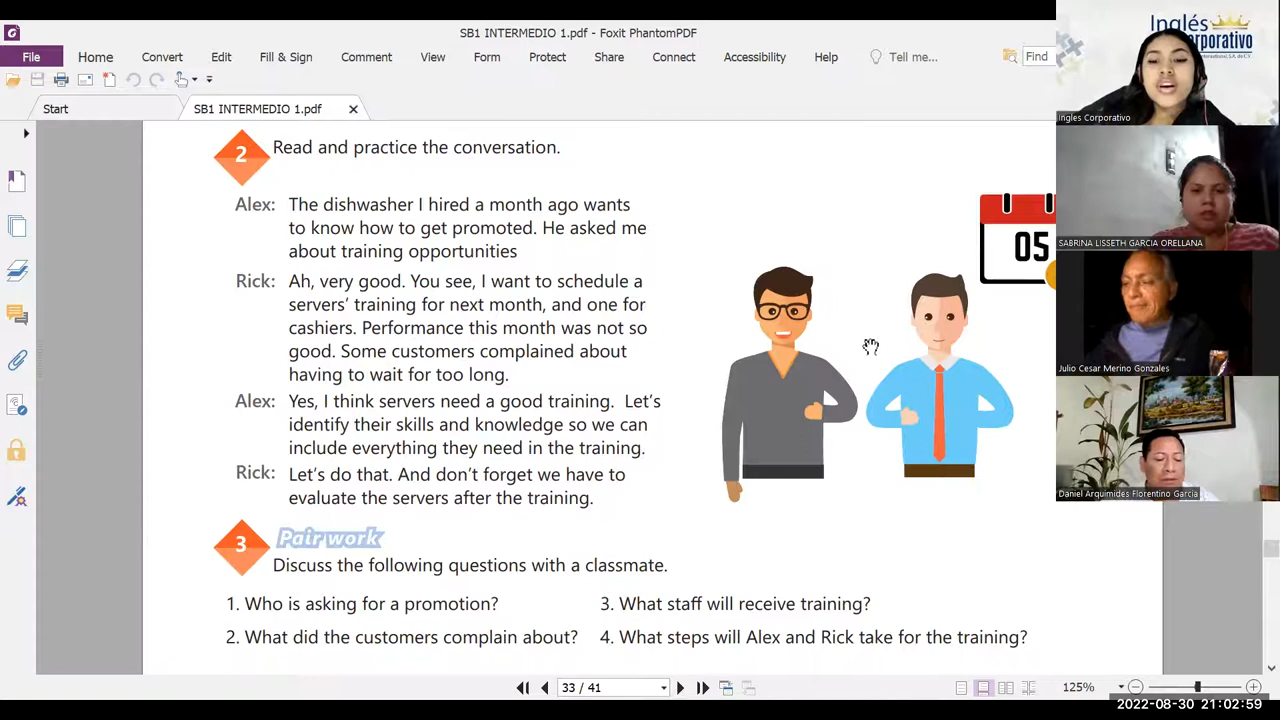 SB1 INTERMEDIO 1.pdf - Foxit PhantomPDF
File Home Convert Edit Fill & Sign Comment View Form Protect Share Connect Accessibility Help Tell me... Find
Start SB1 INTERMEDIO 1.pdf
2 Read and practice the conversation.
Alex: The dishwasher I hired a month ago wants
to know how to get promoted. He asked me
about training opportunities
Rick: Ah, very good. You see, I want to schedule a
servers' training for next month, and one for
cashiers. Performance this month was not so
good. Some customers complained about
having to wait for too long.
Alex: Yes, I think servers need a good training. Let's
identify their skills and knowledge so we can
include everything they need in the training.
Rick: Let's do that. And don't forget we have to
evaluate the servers after the training.
05
3 Pair work
Discuss the following questions with a classmate.
1. Who is asking for a promotion?
2. What did the customers complain about?
3. What staff will receive training?
4. What steps will Alex and Rick take for the training?
33 / 41
125%
Inglés
orporativo
Ingles Corporativo
SABRINA LISSETH GARCIA ORELLANA
Julio Cesar Merino Gonzales
Daniel Arquimides Florentino Garcia
2022-08-30 21:02:59